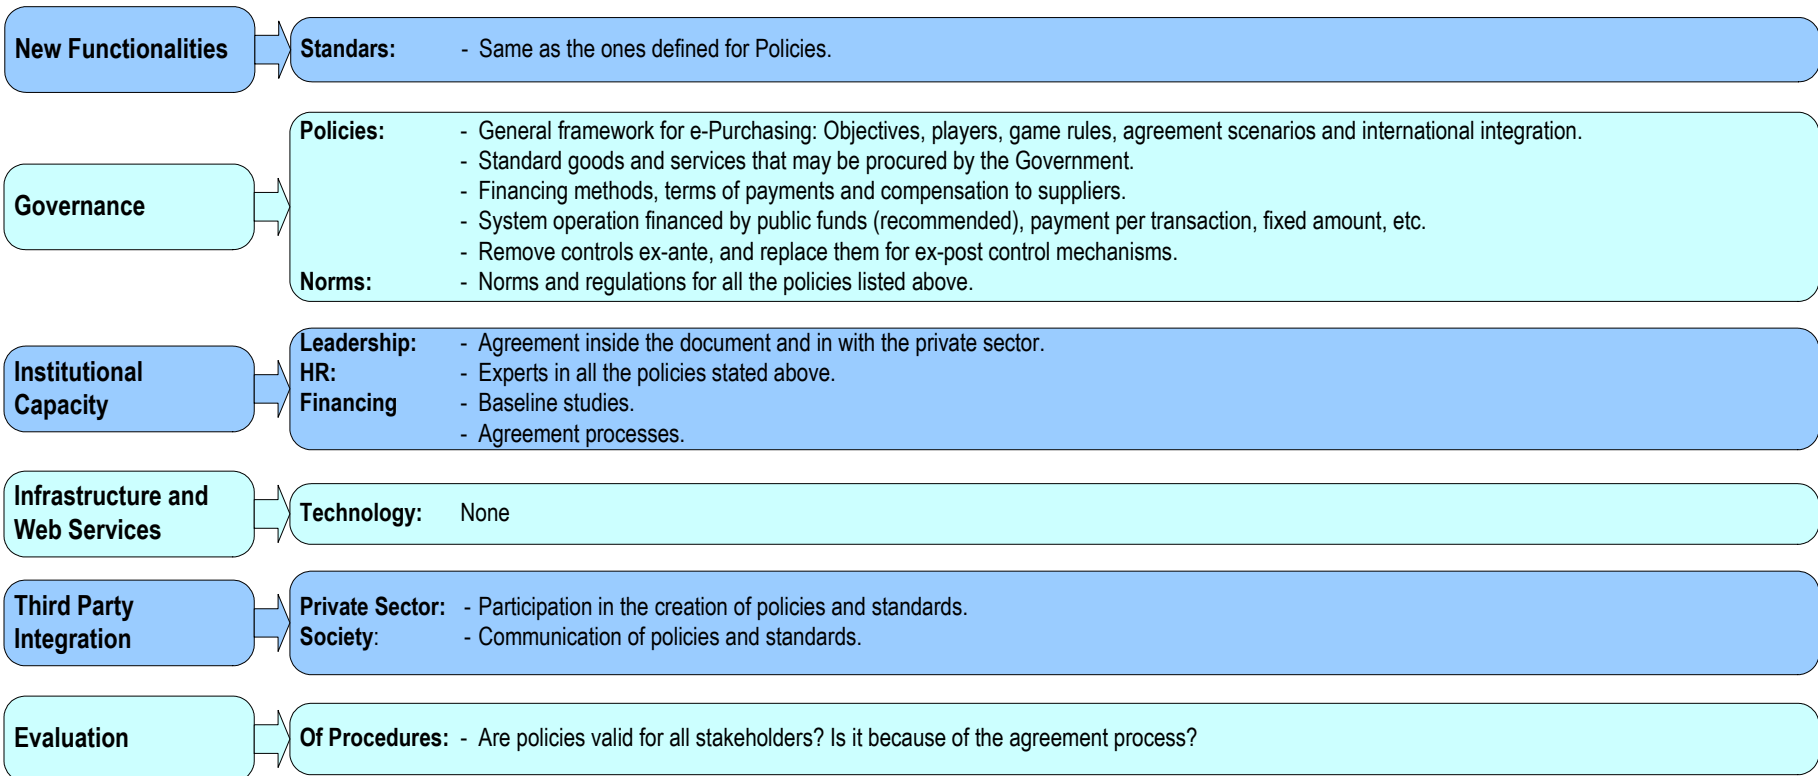 New Functionalities
Standars: - Same as the ones defined for Policies.
Governance
Policies: - General framework for e-Purchasing: Objectives, players, game rules, agreement scenarios and international integration.
- Standard goods and services that may be procured by the Government.
- Financing methods, terms of payments and compensation to suppliers.
- System operation financed by public funds (recommended), payment per transaction, fixed amount, etc.
- Remove controls ex-ante, and replace them for ex-post control mechanisms.
Norms: - Norms and regulations for all the policies listed above.
Institutional
Capacity
Leadership: - Agreement inside the document and in with the private sector.
HR: - Experts in all the policies stated above.
Financing - Baseline studies.
- Agreement processes.
Infrastructure and
Web Services
Technology: None
Third Party
Integration
Private Sector: - Participation in the creation of policies and standards.
Society: - Communication of policies and standards.
Evaluation
Of Procedures: - Are policies valid for all stakeholders? Is it because of the agreement process?